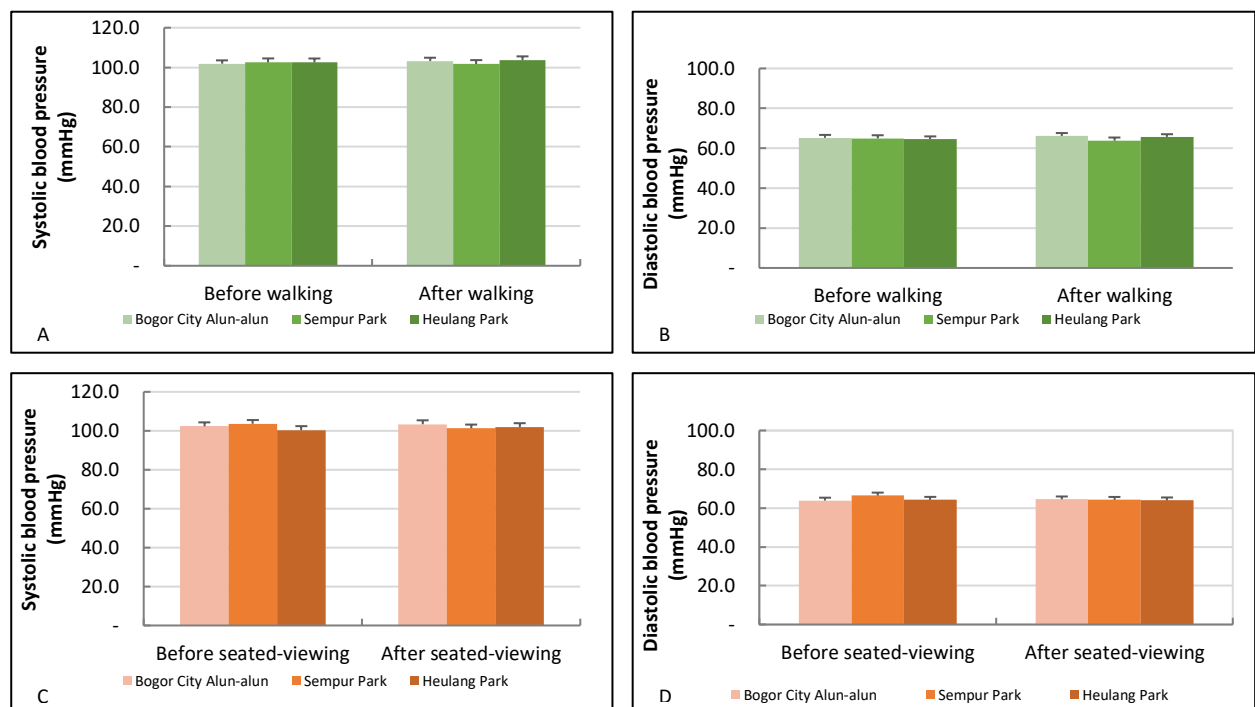 Systolic blood pressure
(mmHg)
120.0
100.0
80.0
60.0
40.0
20.0
-
Before walking
After walking
Bogor City Alun-alun
Sempur Park
Heulang Park
A
Diastolic blood pressure
(mmHg)
100.0
80.0
60.0
40.0
20.0
-
Before walking
After walking
Bogor City Alun-alun
Sempur Park
Heulang Park
B
Systolic blood pressure
(mmHg)
120.0
100.0
80.0
60.0
40.0
20.0
-
Before seated-viewing
After seated-viewing
Bogor City Alun-alun
Sempur Park
Heulang Park
C
Diastolic blood pressure
(mmHg)
100.0
80.0
60.0
40.0
20.0
-
Before seated-viewing
After seated-viewing
Bogor City Alun-alun
Sempur Park
Heulang Park
D